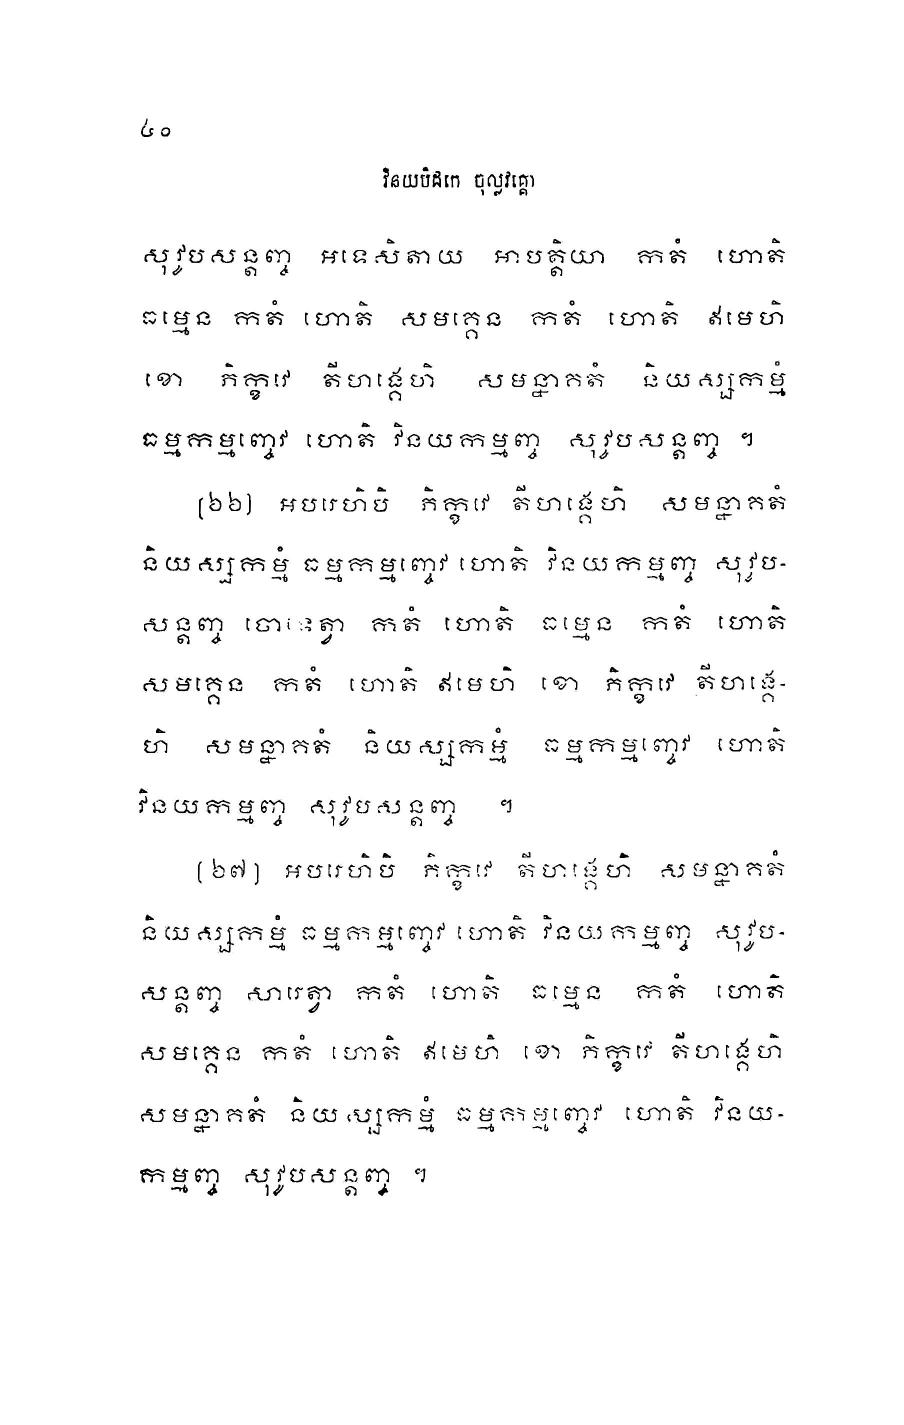 ៤០
វិនយបិដកេ ចុល្លវគ្គោ
សុវូបសន្តញ្ច អទេសិតាយ អាបត្តិយា កតំ ហោតិ
ធម្មេន កតំ ហោតិ សមគ្គេន កតំ ហោតិ ឥមេហិ
ខោ ភិក្ខវេ តីហង្គេហិ សមន្នាគតំ និយស្សកម្មំ
ធម្មកម្មញ្ចេវ ហោតិ វិនយកម្មញ្ច សុវូបសន្តញ្ច ។
(៦៦) អបរេហិបិ ភិក្ខវេ តីហង្គេហិ សមន្នាគតំ
និយស្សកម្មំ ធម្មកម្មញ្ចេវ ហោតិ វិនយកម្មញ្ច សុវូប-
សន្តញ្ច ចោទេត្វា កតំ ហោតិ ធម្មេន កតំ ហោតិ
សមគ្គេន កតំ ហោតិ ឥមេហិ ខោ ភិក្ខវេ តីហង្គេ-
ហិ សមន្នាគតំ និយស្សកម្មំ ធម្មកម្មញ្ចេវ ហោតិ
វិនយកម្មញ្ច សុវូបសន្តញ្ច ។
(៦៧) អបរេហិបិ ភិក្ខវេ តីហង្គេហិ សមន្នាគតំ
និយស្សកម្មំ ធម្មកម្មញ្ចេវ ហោតិ វិនយកម្មញ្ច សុវូប-
សន្តញ្ច សារេត្វា កតំ ហោតិ ធម្មេន កតំ ហោតិ
សមគ្គេន កតំ ហោតិ ឥមេហិ ខោ ភិក្ខវេ តីហង្គេហិ
សមន្នាគតំ និយស្សកម្មំ ធម្មកម្មញ្ចេវ ហោតិ វិនយ-
កម្មញ្ច សុវូបសន្តញ្ច ។